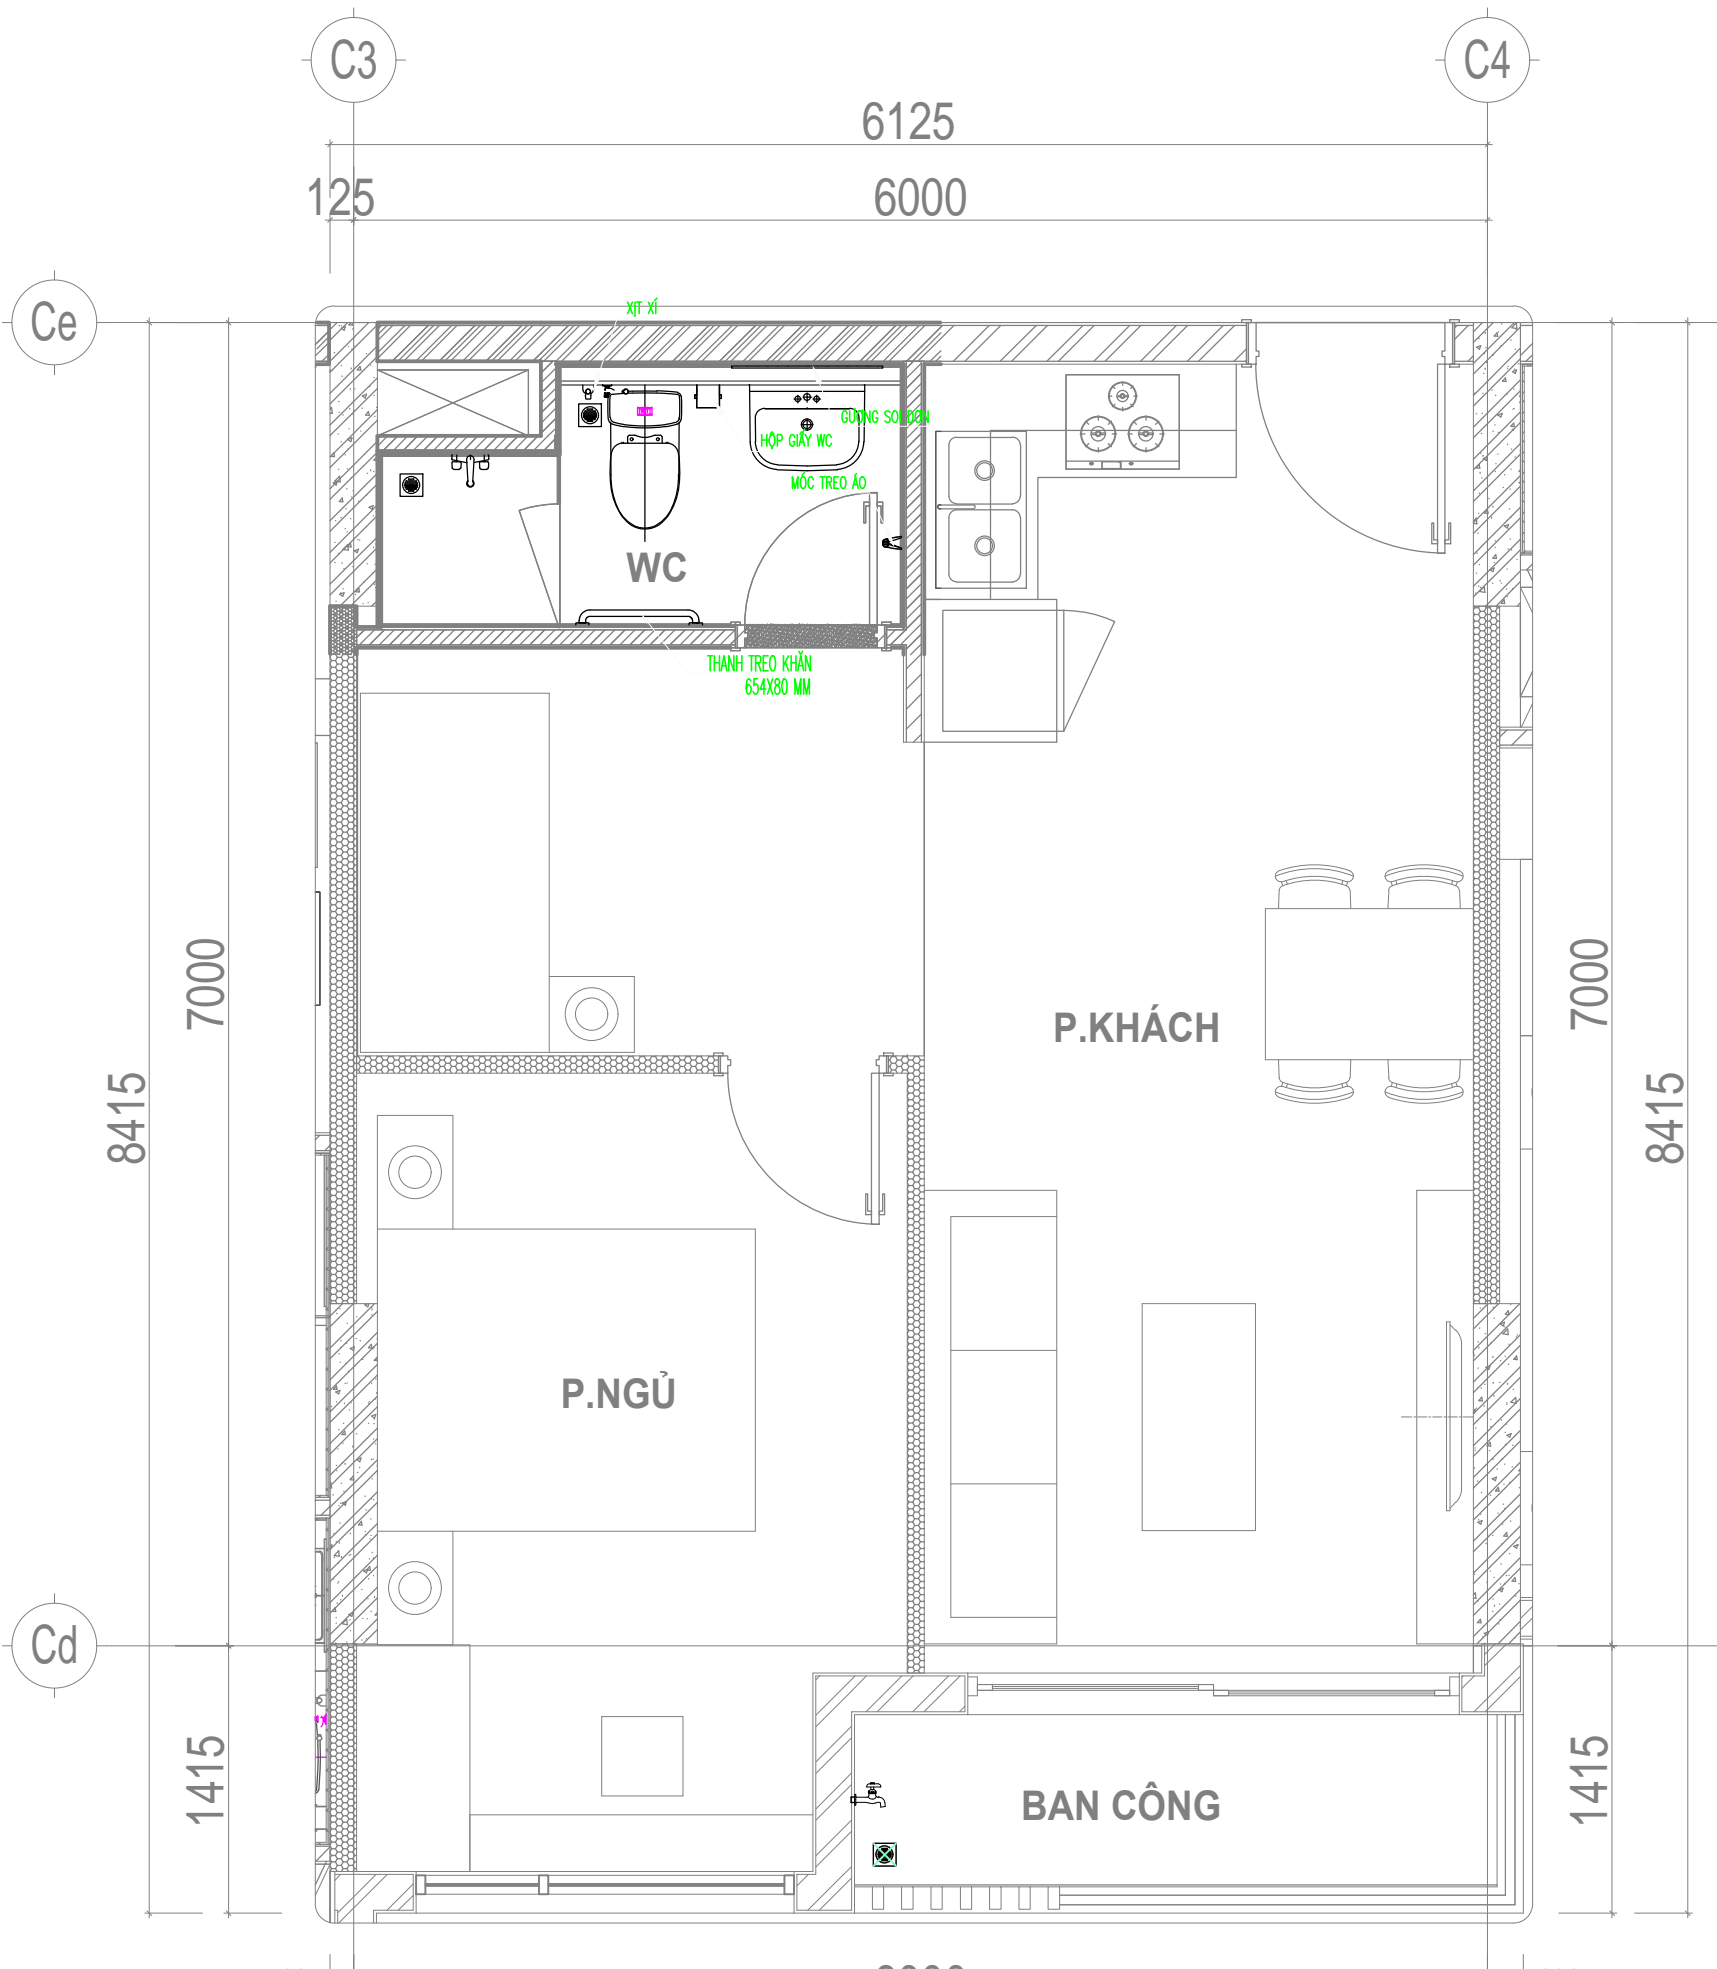 C3
C4
6125
125
6000
Ce
XỊT XÍ
GƯƠNG SOI ĐƠN
HỘP GIẤY WC
MÓC TREO ÁO
WC
THANH TREO KHĂN
654X80 MM
7000
7000
P.KHÁCH
8415
8415
P.NGỦ
Cd
1415
1415
BAN CÔNG